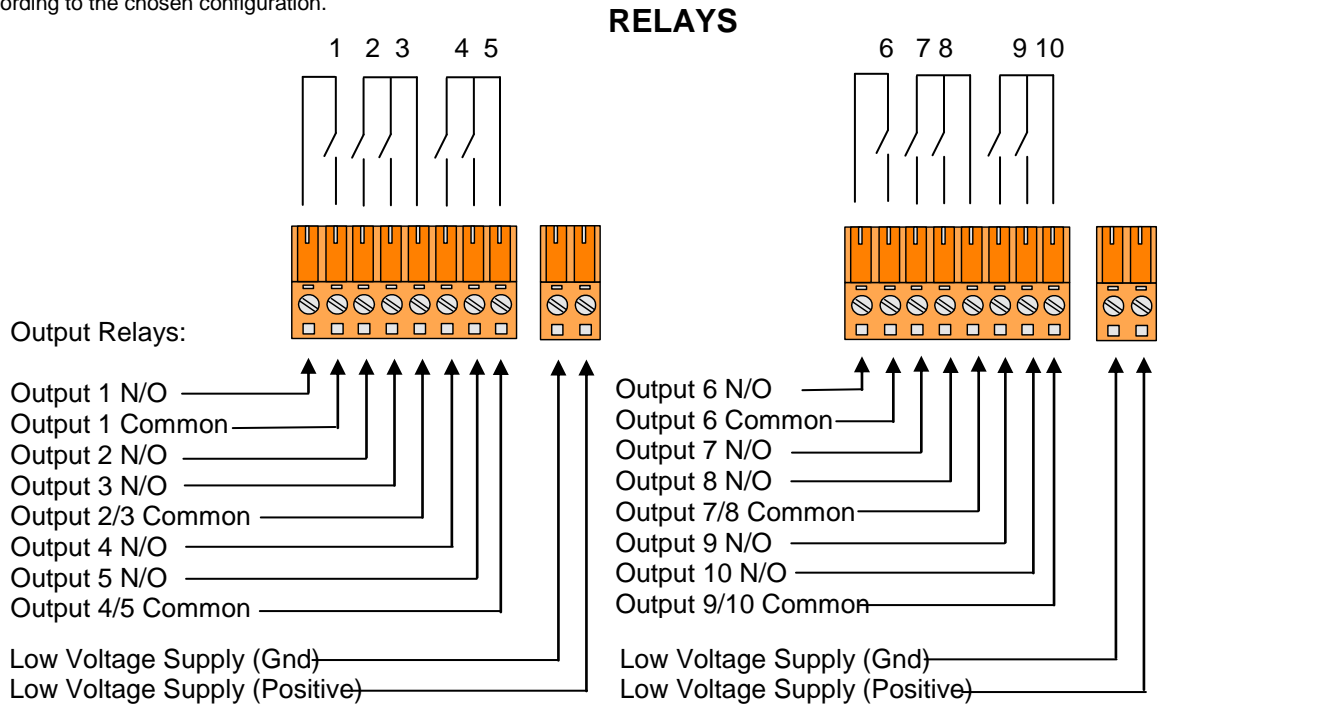 ording to the chosen configuration.
RELAYS
1 2 3 4 5
6 7 8 9 10
Output Relays:
Output 1 N/O
Output 1 Common
Output 2 N/O
Output 3 N/O
Output 2/3 Common
Output 4 N/O
Output 5 N/O
Output 4/5 Common
Low Voltage Supply (Gnd)
Low Voltage Supply (Positive)
Output 6 N/O
Output 6 Common
Output 7 N/O
Output 8 N/O
Output 7/8 Common
Output 9 N/O
Output 10 N/O
Output 9/10 Common
Low Voltage Supply (Gnd)
Low Voltage Supply (Positive)